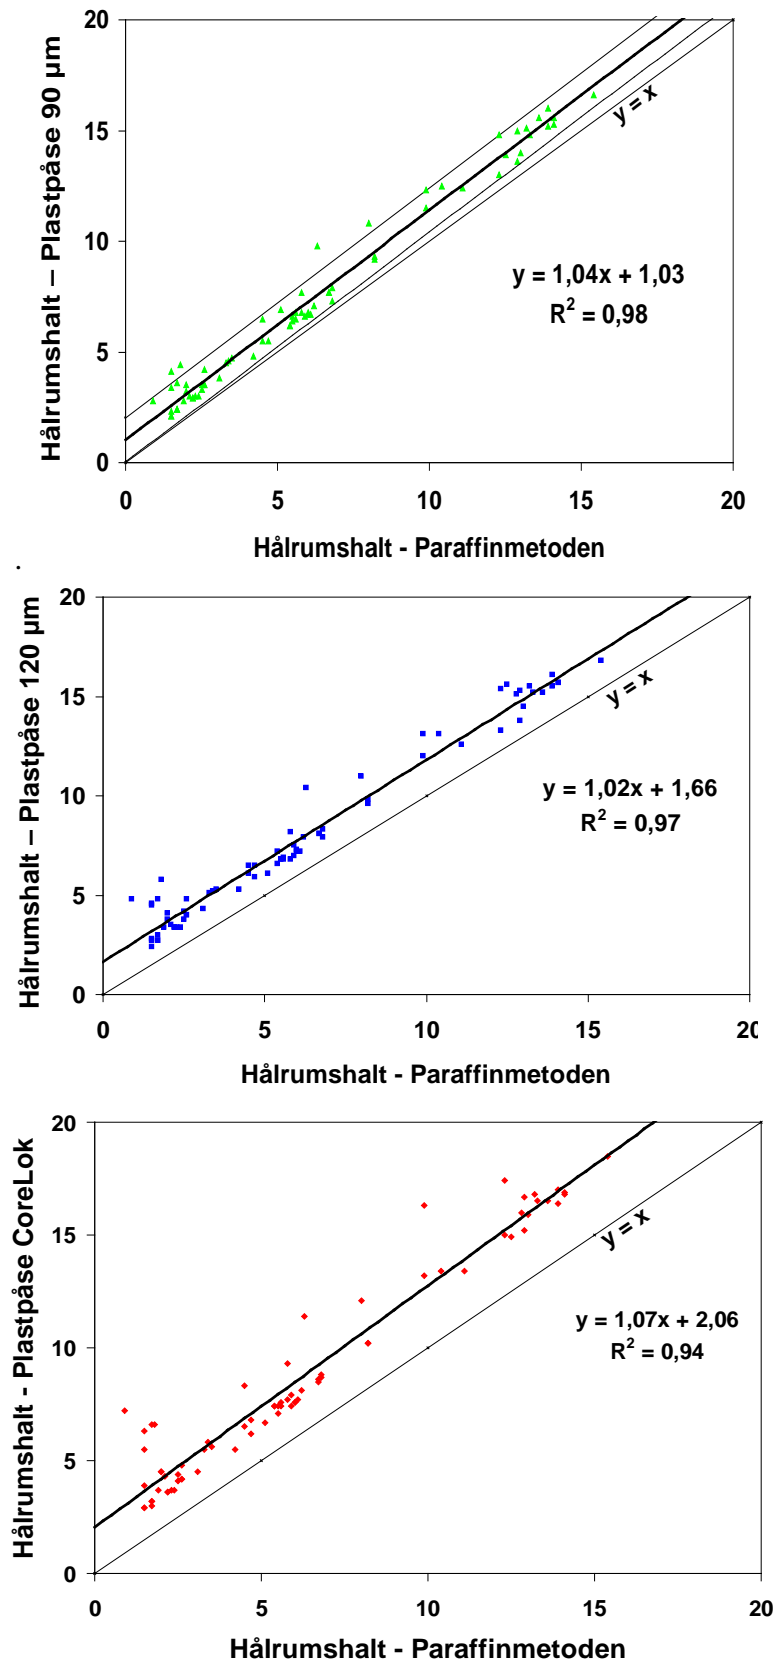 20
15
10
5
0
Hålrumshalt – Plastpåse 90 µm
y = x
y = 1,04x + 1,03
R² = 0,98
0 5 10 15 20
Hålrumshalt - Paraffinmetoden
.
20
15
10
5
0
Hålrumshalt – Plastpåse 120 µm
y = x
y = 1,02x + 1,66
R² = 0,97
0 5 10 15 20
Hålrumshalt - Paraffinmetoden
20
15
10
5
0
Hålrumshalt - Plastpåse CoreLok
y = x
y = 1,07x + 2,06
R² = 0,94
0 5 10 15 20
Hålrumshalt - Paraffinmetoden